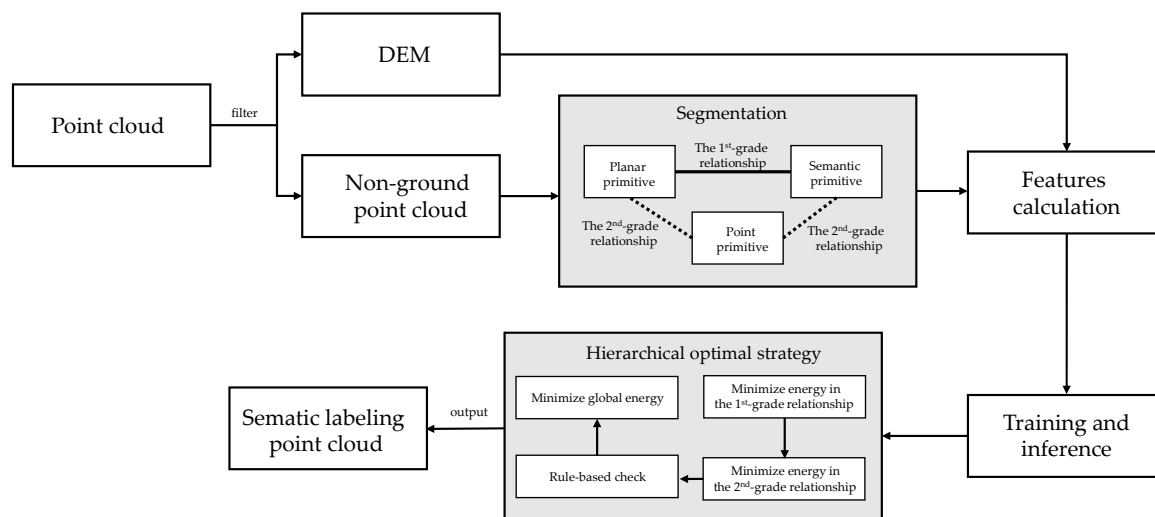 DEM
Point cloud
filter
Non-ground
point cloud
Segmentation
The 1st-grade
relationship
Planar
primitive
Semantic
primitive
Point
primitive
The 2nd-grade
relationship
The 2nd-grade
relationship
Features
calculation
Hierarchical optimal strategy
Minimize global energy
Minimize energy in
the 1st-grade relationship
Rule-based check
Minimize energy in
the 2nd-grade relationship
Sematic labeling
point cloud
output
Training and
inference